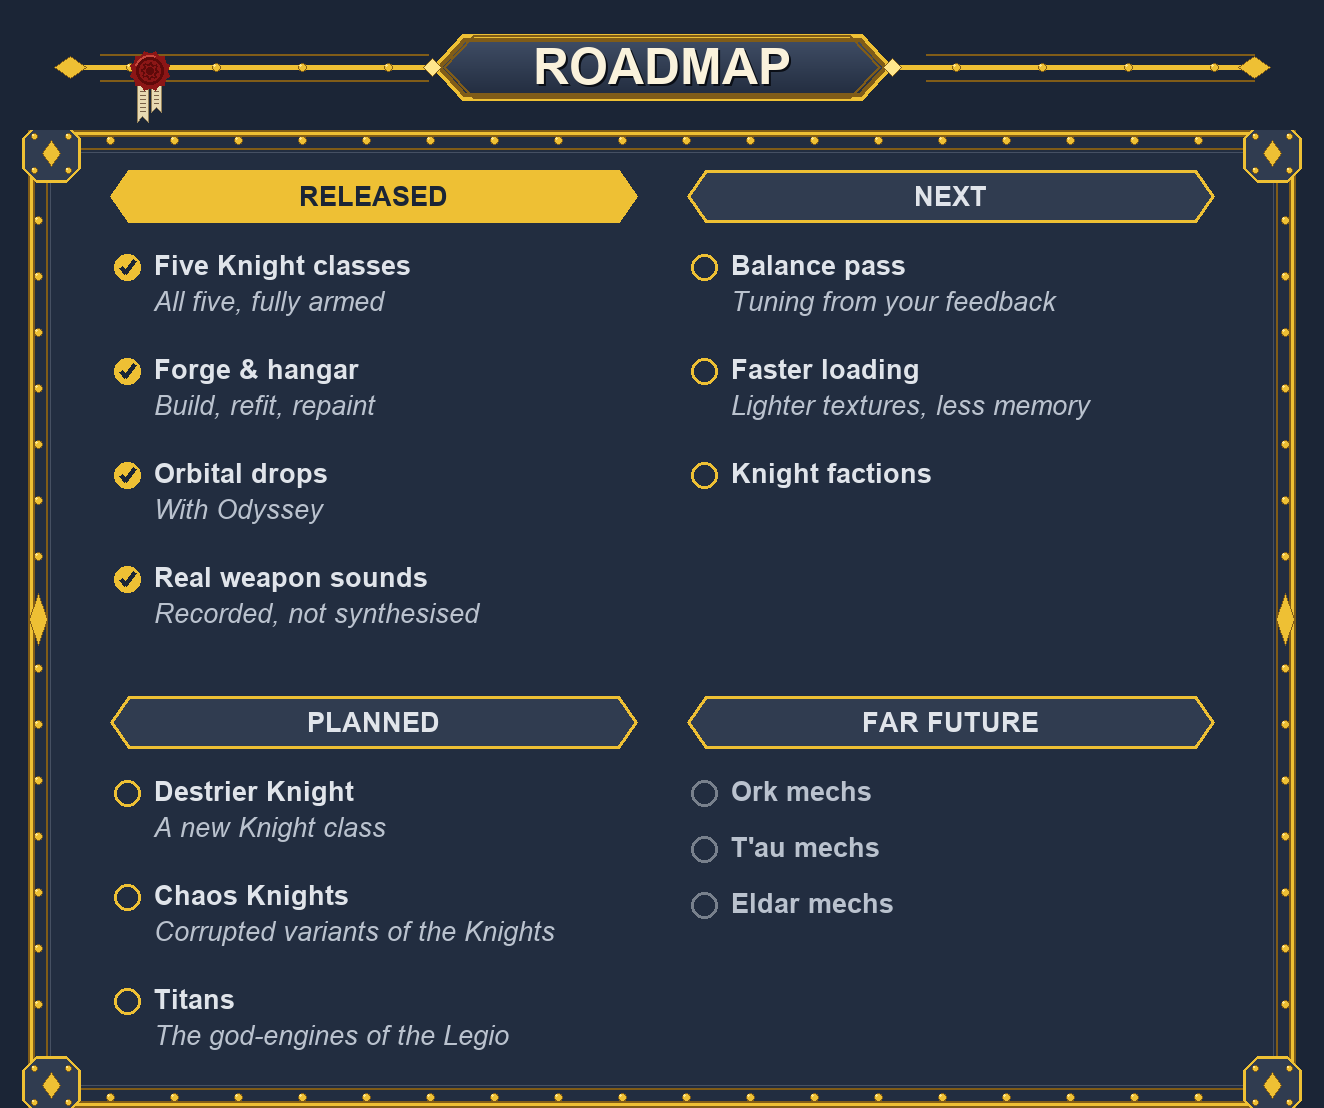 ROADMAP
RELEASED
Five Knight classes
All five, fully armed
Forge & hangar
Build, refit, repaint
Orbital drops
With Odyssey
Real weapon sounds
Recorded, not synthesised
NEXT
Balance pass
Tuning from your feedback
Faster loading
Lighter textures, less memory
Knight factions
PLANNED
Destrier Knight
A new Knight class
Chaos Knights
Corrupted variants of the Knights
Titans
The god-engines of the Legio
FAR FUTURE
Ork mechs
T'au mechs
Eldar mechs